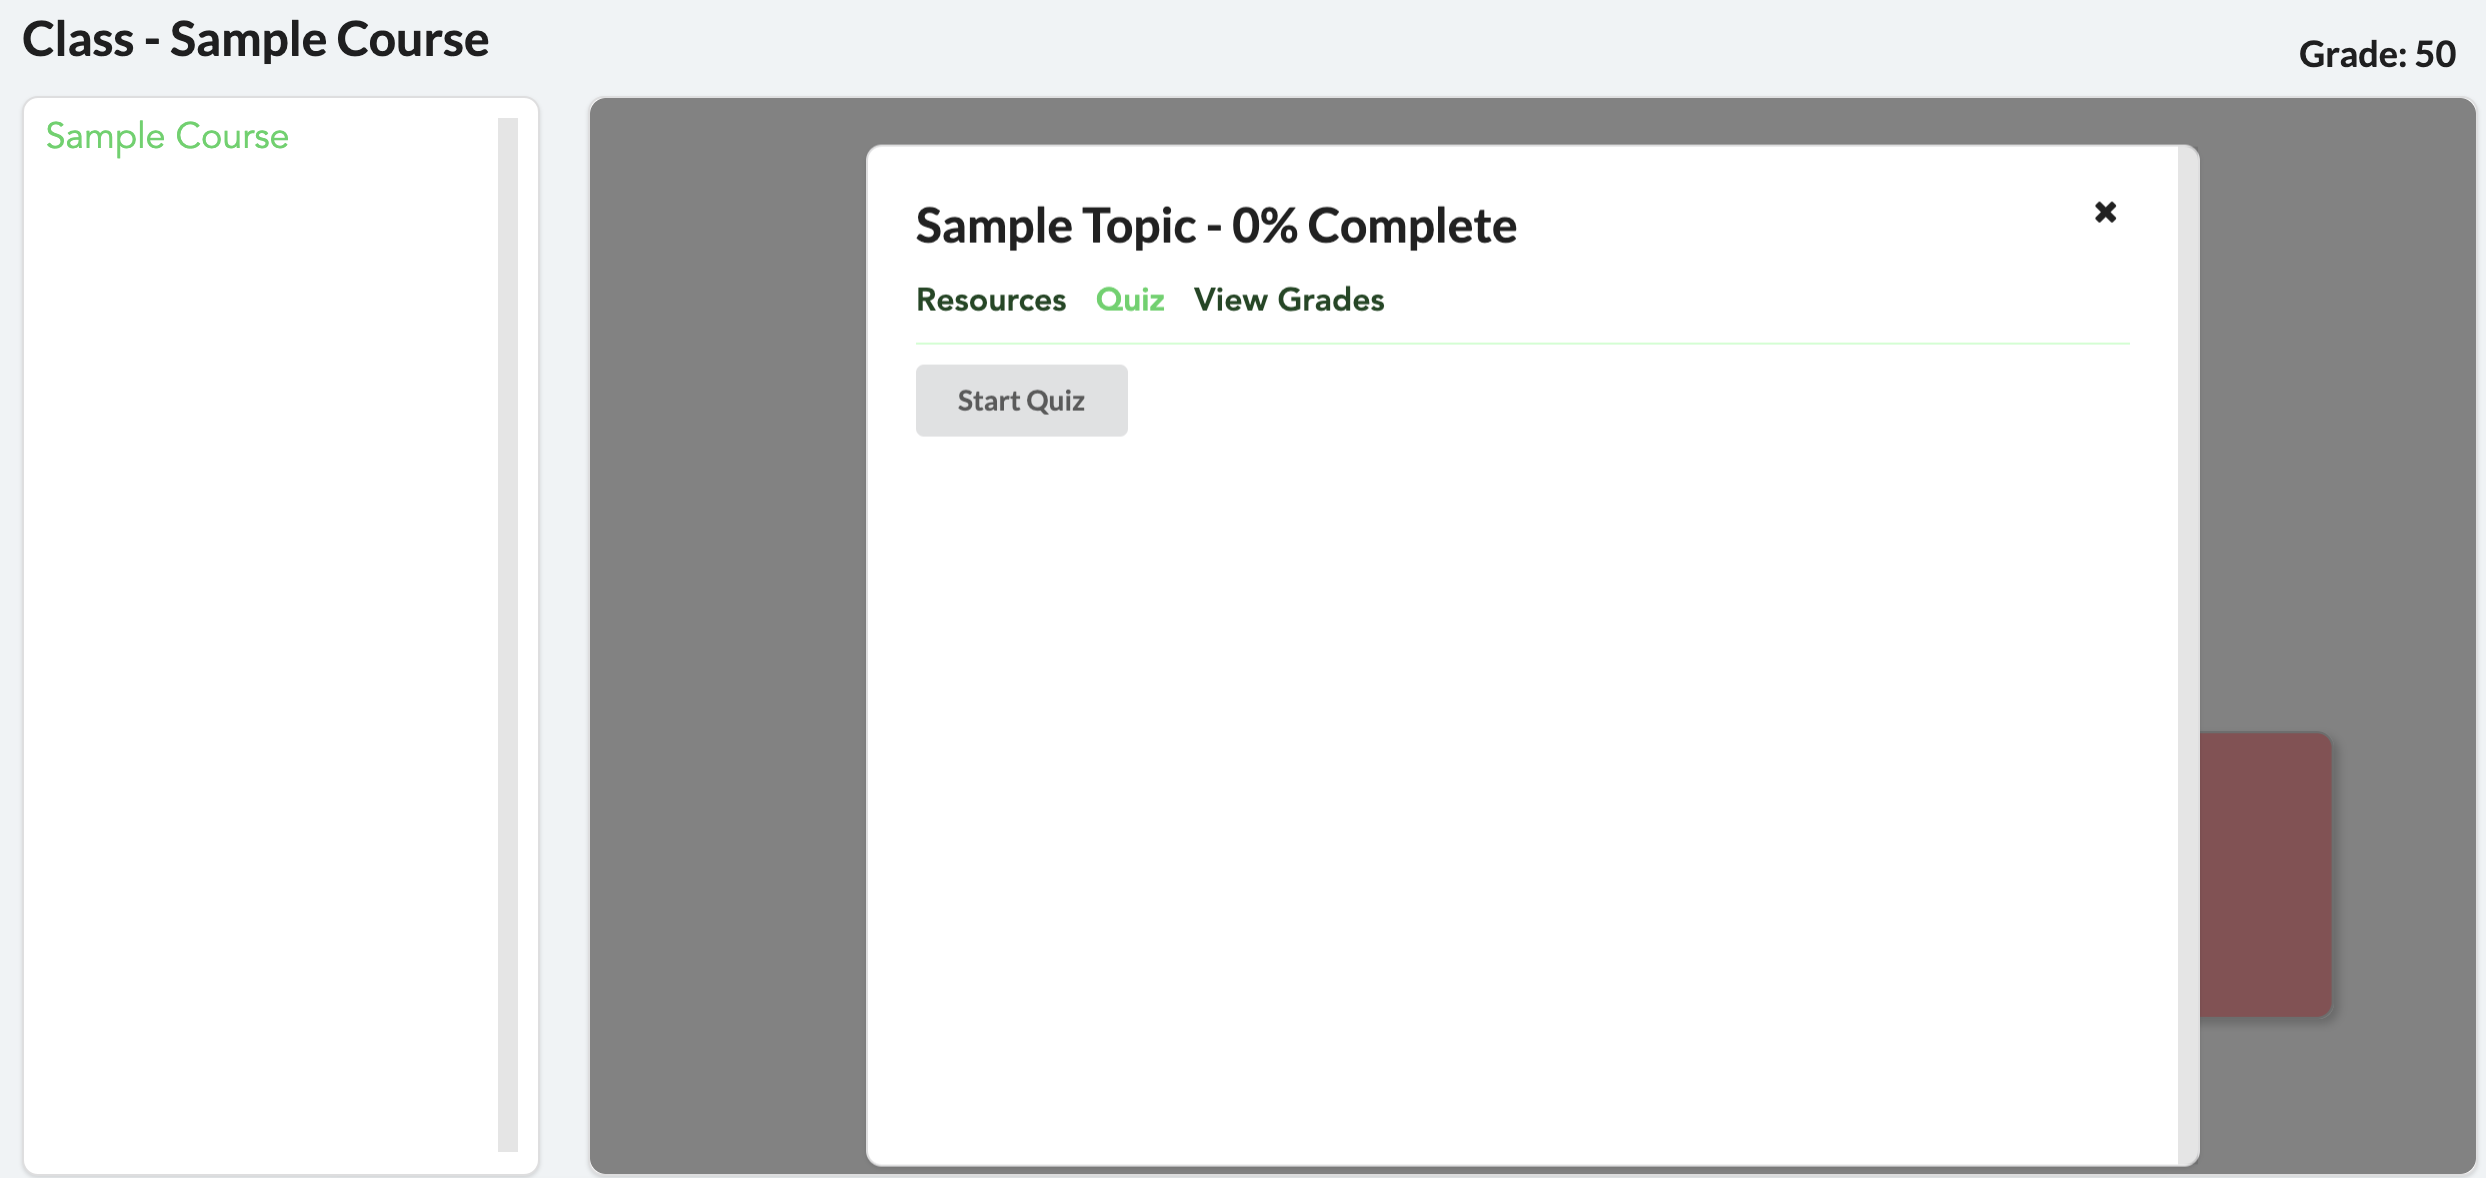 Class - Sample Course
Grade: 50
Sample Course
Sample Topic - 0% Complete
Resources Quiz View Grades
Start Quiz